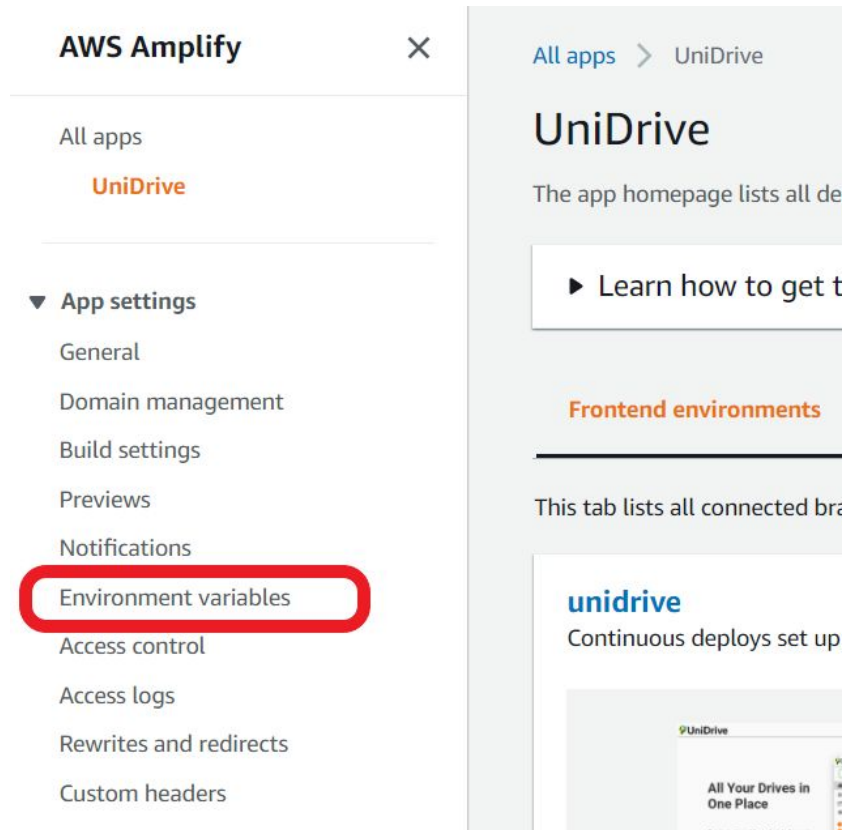 AWS Amplify
All apps
UniDrive
App settings
General
Domain management
Build settings
Previews
Notifications
Environment variables
Access control
Access logs
Rewrites and redirects
Custom headers
All apps > UniDrive
UniDrive
The app homepage lists all de
Learn how to get t
Frontend environments
This tab lists all connected bra
unidrive
Continuous deploys set up
UniDrive
All Your Drives in
One Place